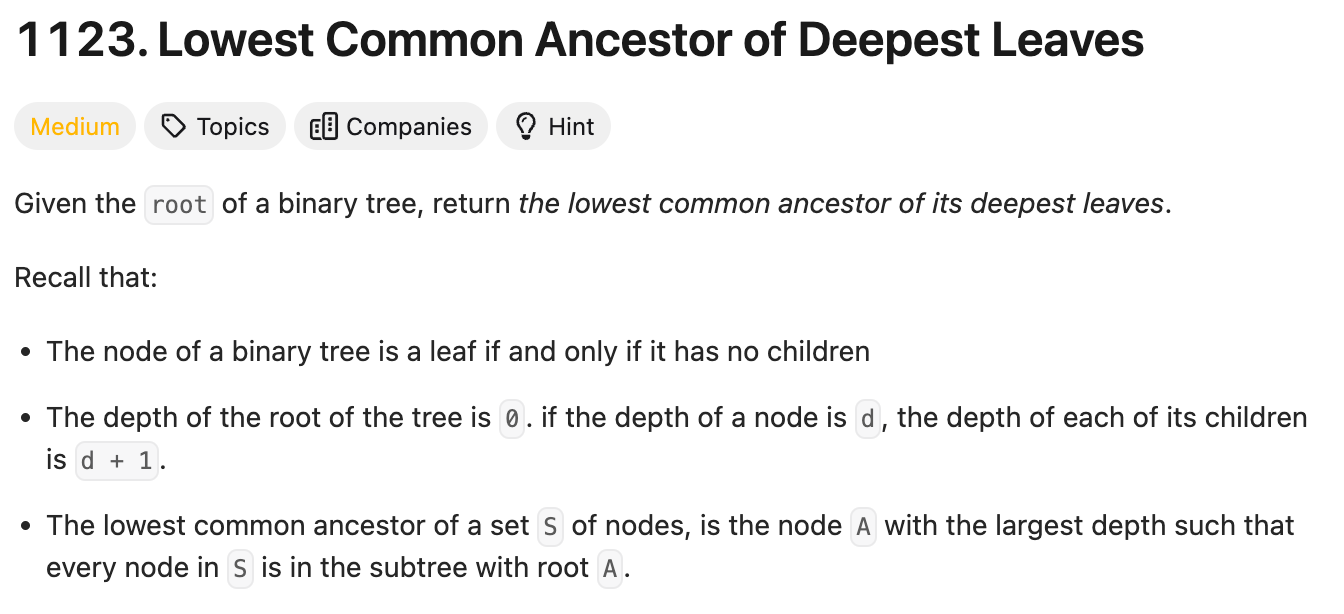 1123. Lowest Common Ancestor of Deepest Leaves
Medium Topics Companies Hint
Given the root of a binary tree, return the lowest common ancestor of its deepest leaves.
Recall that:
• The node of a binary tree is a leaf if and only if it has no children
• The depth of the root of the tree is 0. if the depth of a node is d, the depth of each of its children
is d + 1.
• The lowest common ancestor of a set S of nodes, is the node A with the largest depth such that
every node in S is in the subtree with root A.